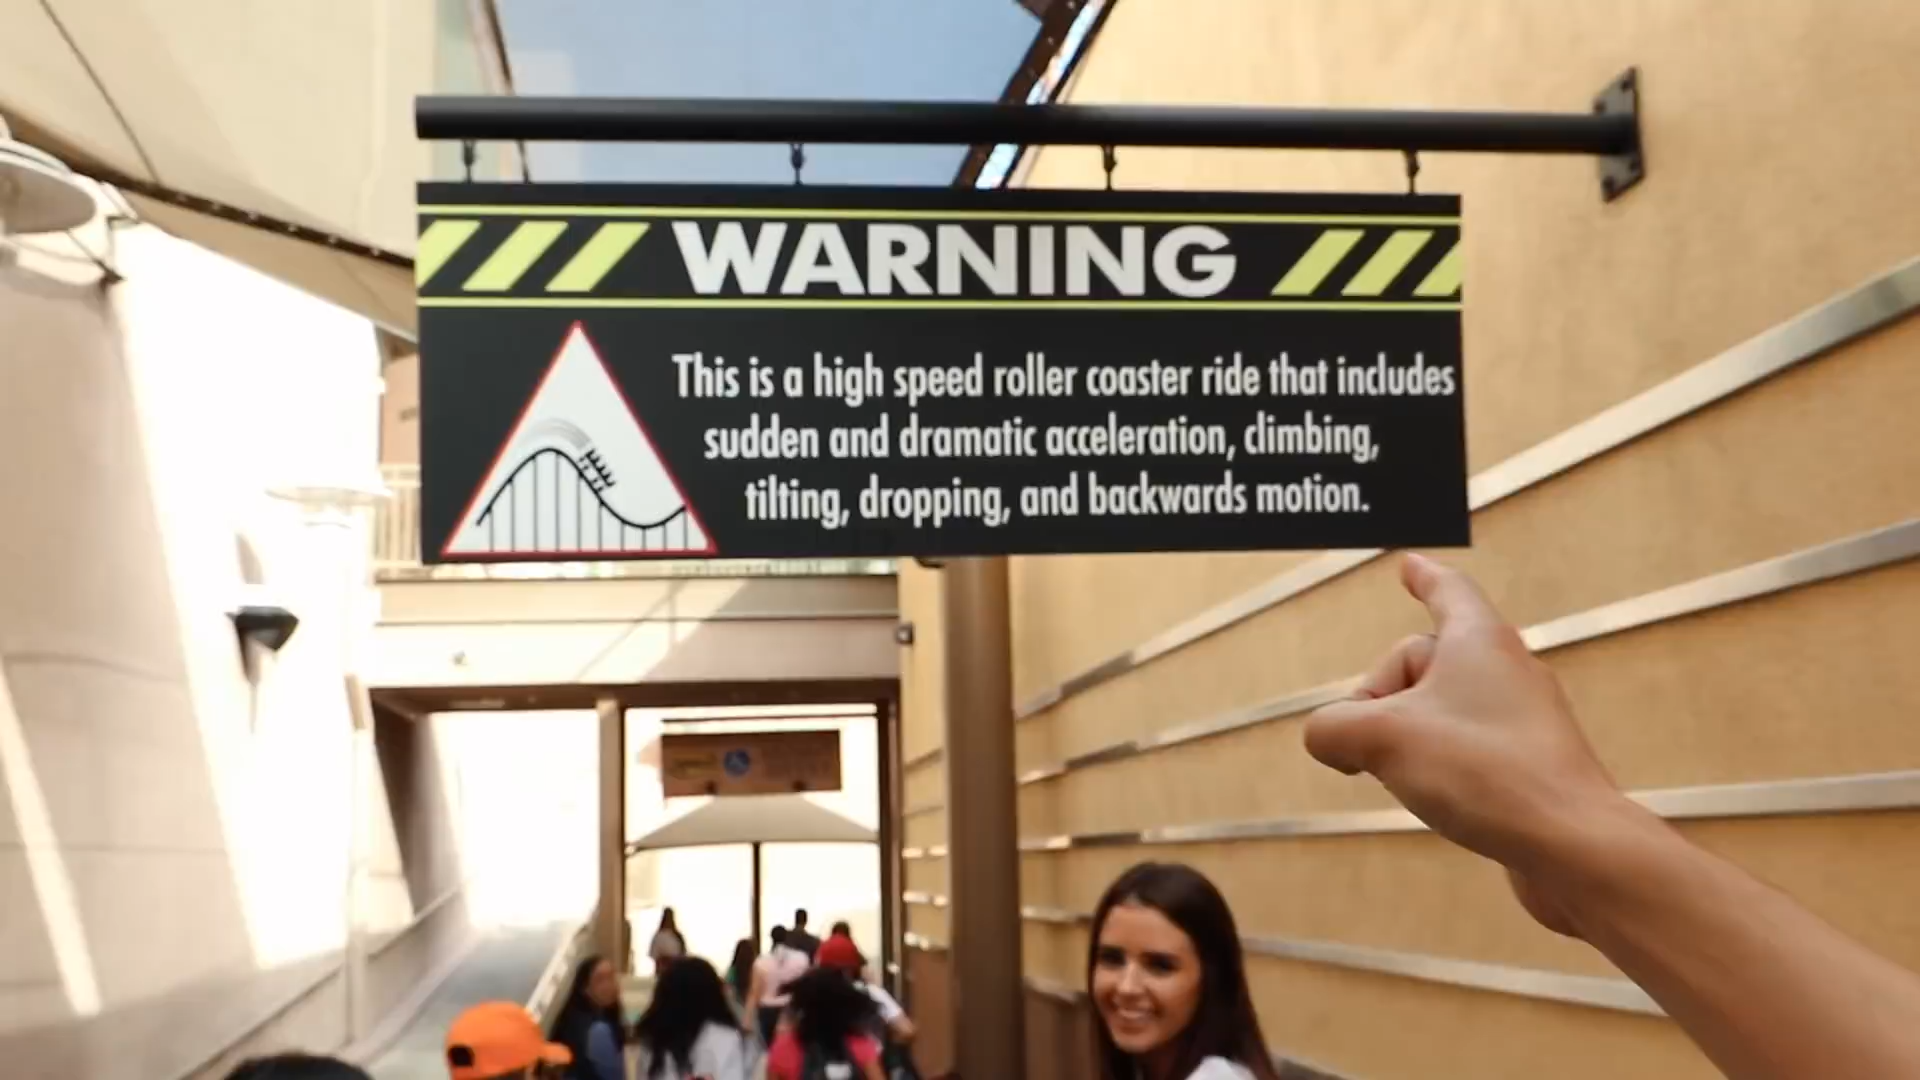 WARNING
This is a high speed roller coaster ride that includes
sudden and dramatic acceleration, climbing,
tilting, dropping, and backwards motion.